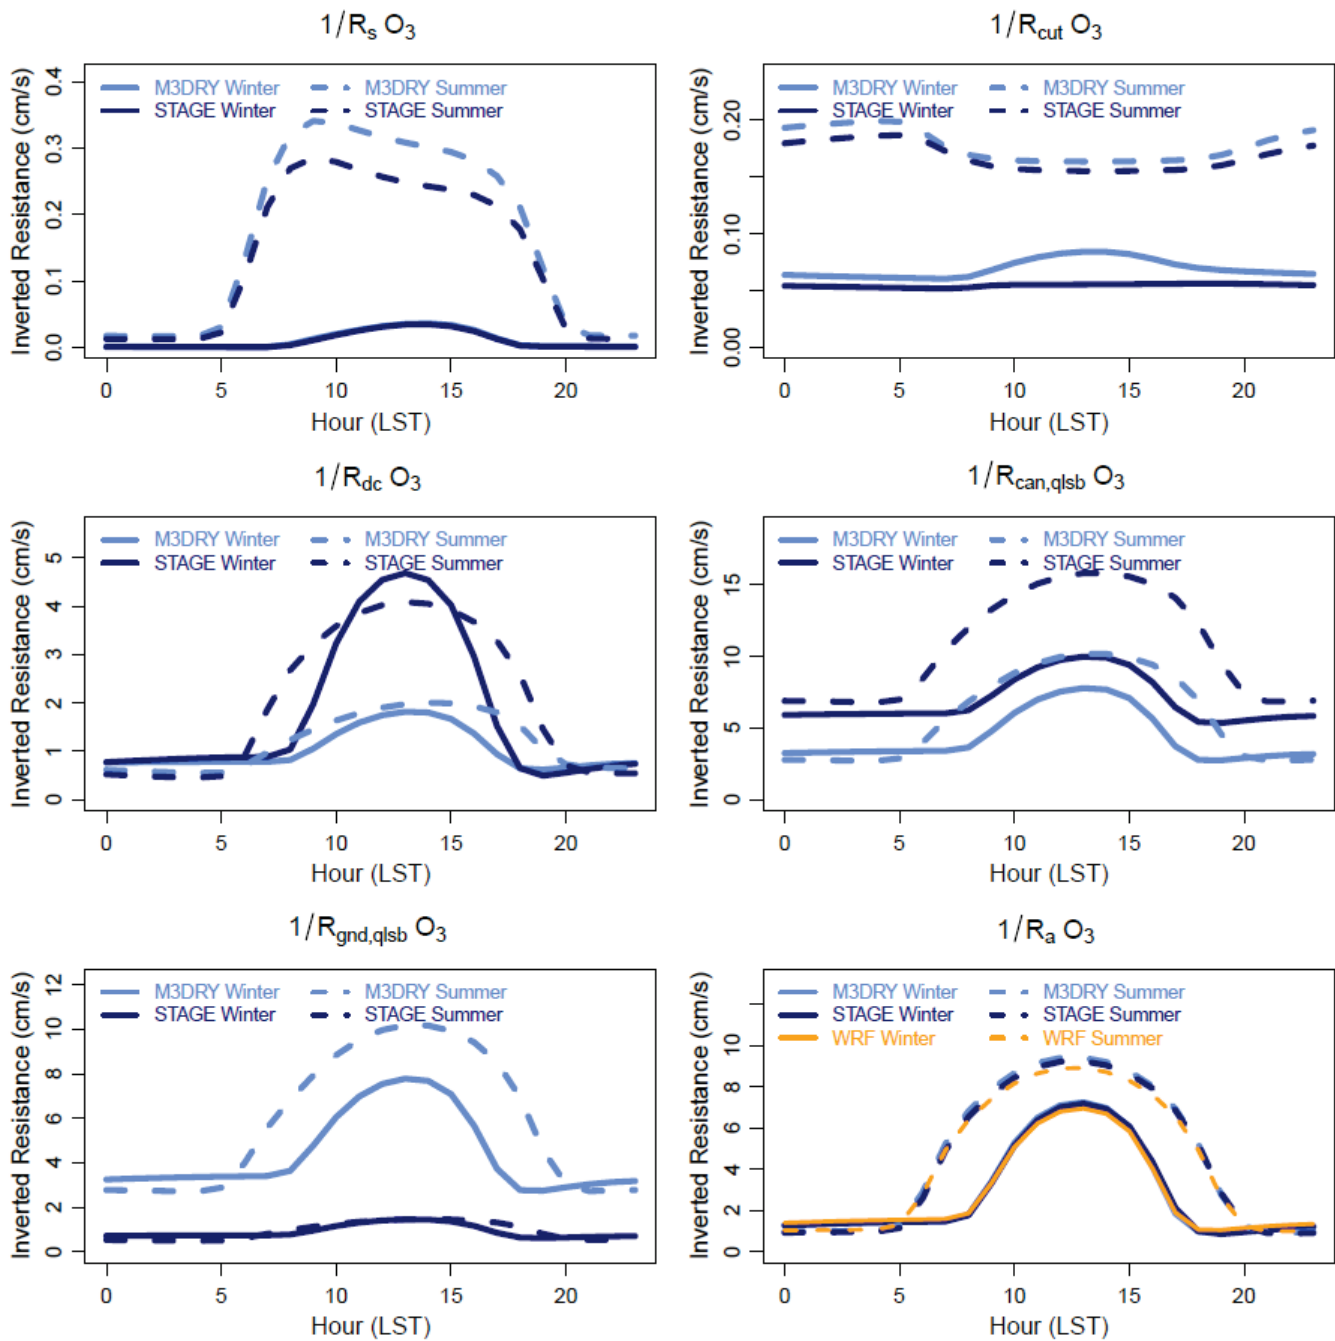 1/Rs O3
Inverted Resistance (cm/s)
M3DRY Winter M3DRY Summer
STAGE Winter STAGE Summer
0.4
0.3
0.2
0.1
0.0
0 5 10 15 20
Hour (LST)
1/Rcut O3
Inverted Resistance (cm/s)
M3DRY Winter M3DRY Summer
STAGE Winter STAGE Summer
0.20
0.10
0.00
0 5 10 15 20
Hour (LST)
1/Rdc O3
Inverted Resistance (cm/s)
M3DRY Winter M3DRY Summer
STAGE Winter STAGE Summer
5
4
3
2
1
0
0 5 10 15 20
Hour (LST)
1/Rcan,qlsb O3
Inverted Resistance (cm/s)
M3DRY Winter M3DRY Summer
STAGE Winter STAGE Summer
15
10
5
0
0 5 10 15 20
Hour (LST)
1/Rgnd,qlsb O3
Inverted Resistance (cm/s)
M3DRY Winter M3DRY Summer
STAGE Winter STAGE Summer
12
10
8
6
4
2
0
0 5 10 15 20
Hour (LST)
1/Ra O3
Inverted Resistance (cm/s)
M3DRY Winter M3DRY Summer
STAGE Winter STAGE Summer
WRF Winter WRF Summer
10
8
6
4
2
0
0 5 10 15 20
Hour (LST)